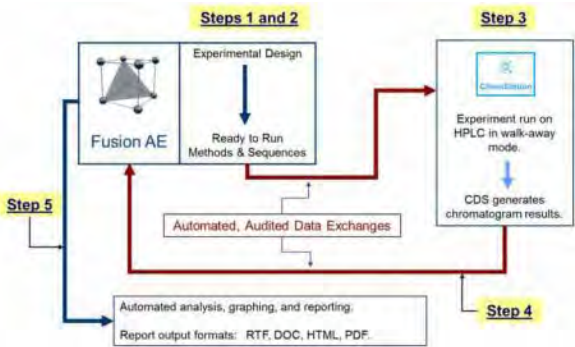 Steps 1 and 2
Step 3
Experimental Design
Fusion AE
Ready to Run
Methods & Sequences
ChemStation
Experiment run on
HPLC in walk-away
mode.
CDS generates
chromatogram results.
Step 5
Automated, Audited Data Exchanges
Step 4
Automated analysis, graphing, and reporting.
Report output formats: RTF, DOC, HTML, PDF.